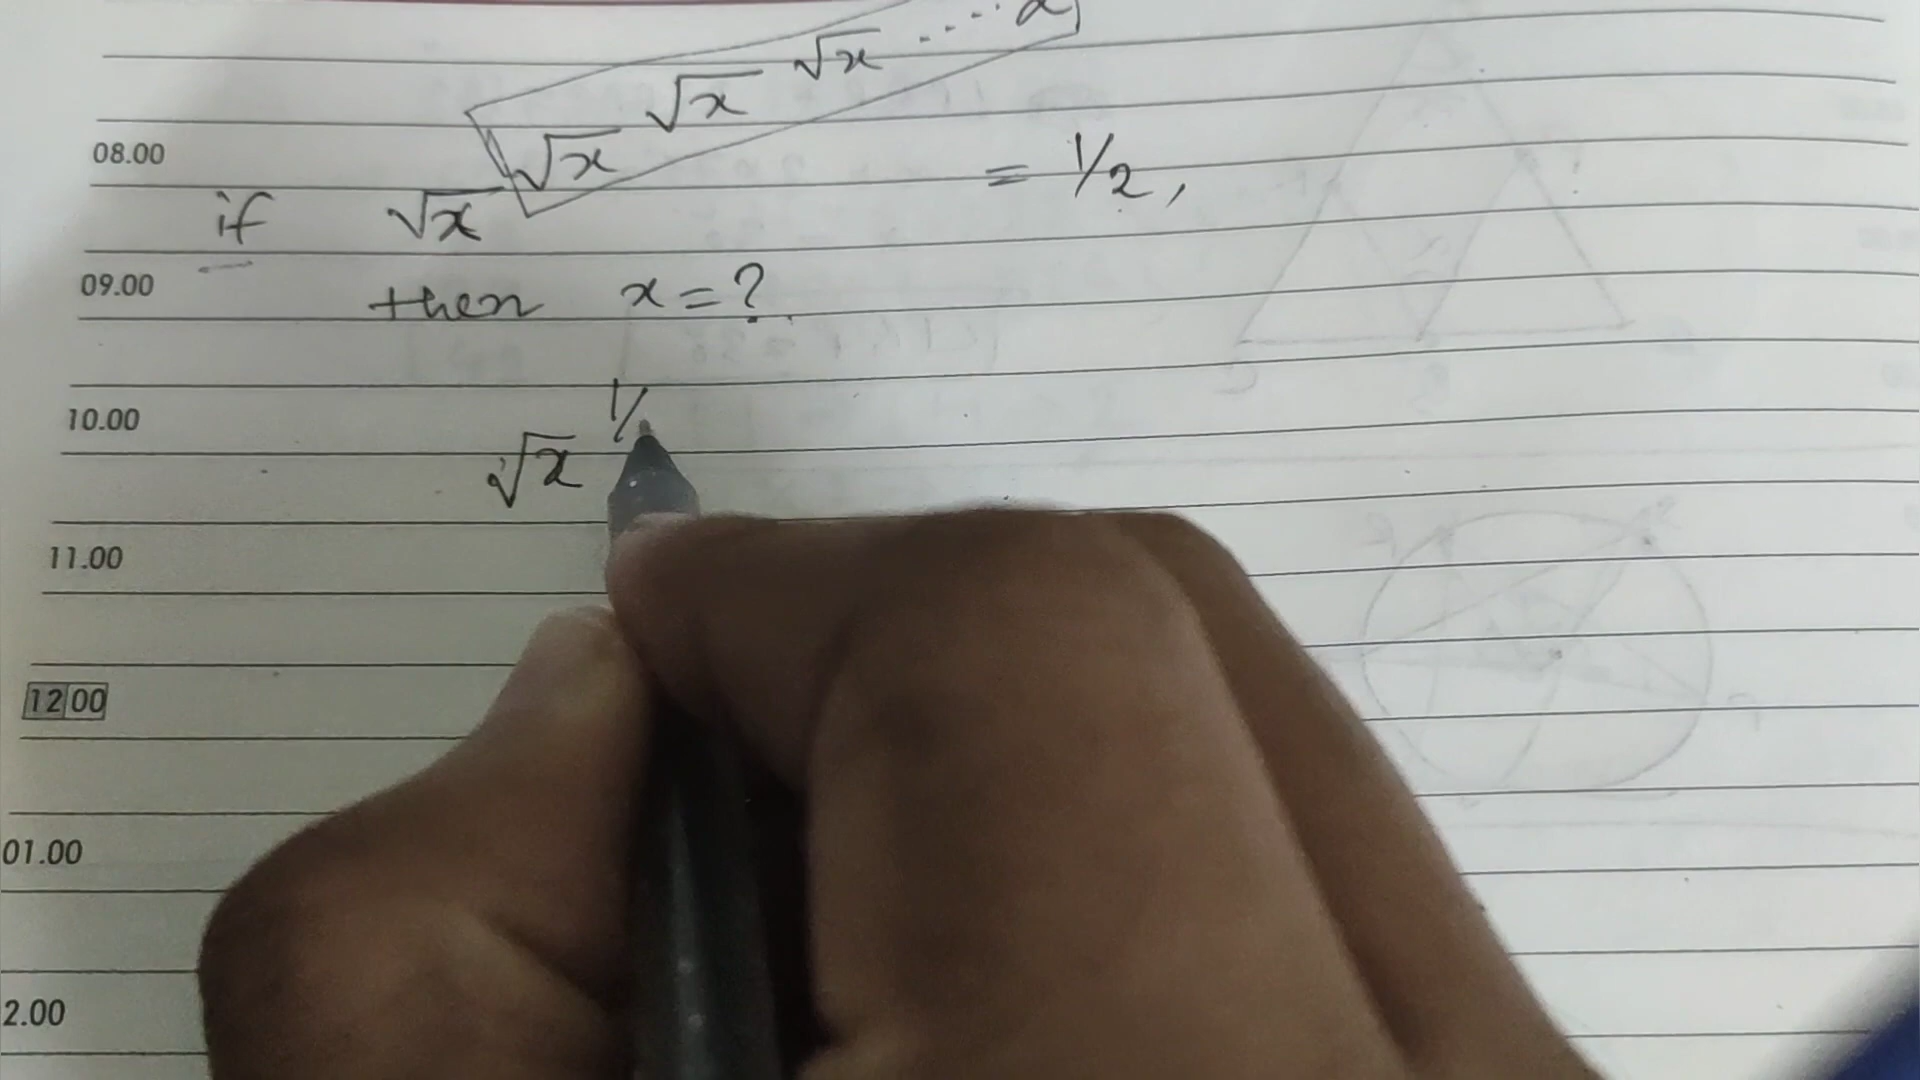 08.00
if √x √x √x √x .... = 1/2,
09.00
then x = ?
10.00
√x 1/
11.00
12 00
01.00
2.00